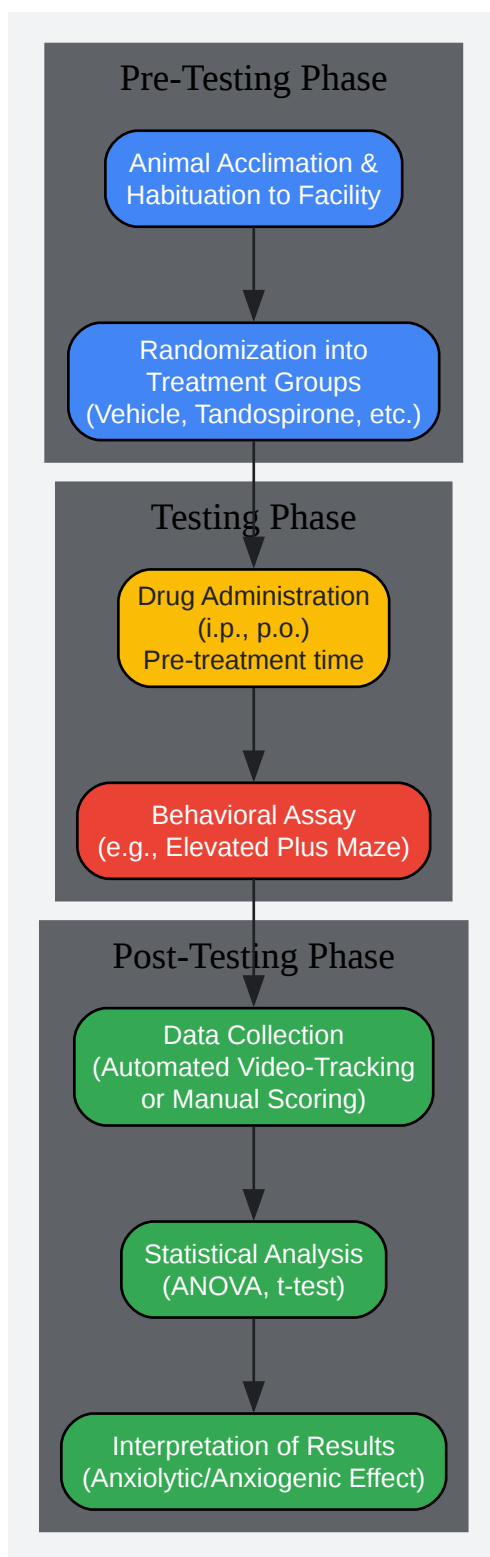 Pre-Testing Phase
Animal Acclimation &
Habituation to Facility
Randomization into
Treatment Groups
(Vehicle, Tandospirone, etc.)
Testing Phase
Drug Administration
(i.p., p.o.)
Pre-treatment time
Behavioral Assay
(e.g., Elevated Plus Maze)
Post-Testing Phase
Data Collection
(Automated Video-Tracking
or Manual Scoring)
Statistical Analysis
(ANOVA, t-test)
Interpretation of Results
(Anxiolytic/Anxiogenic Effect)